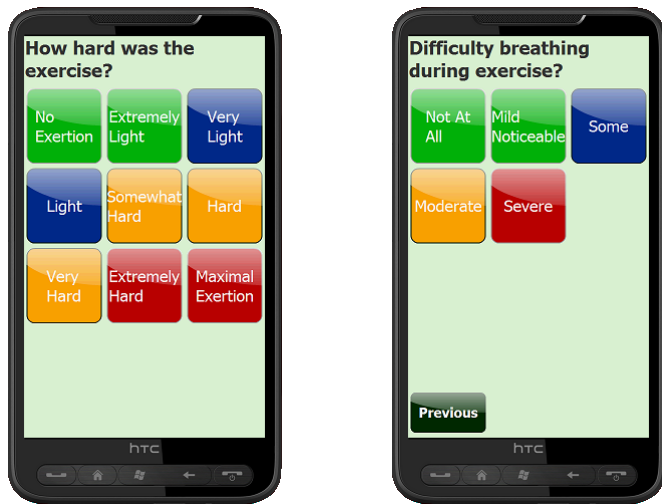 How hard was the
exercise?
No
Exertion
Extremely
Light
Very
Light
Light
Somewhat
Hard
Hard
Very
Hard
Extremely
Hard
Maximal
Exertion
hTC
Difficulty breathing
during exercise?
Not At
All
Mild
Noticeable
Some
Moderate
Severe
Previous
hTC